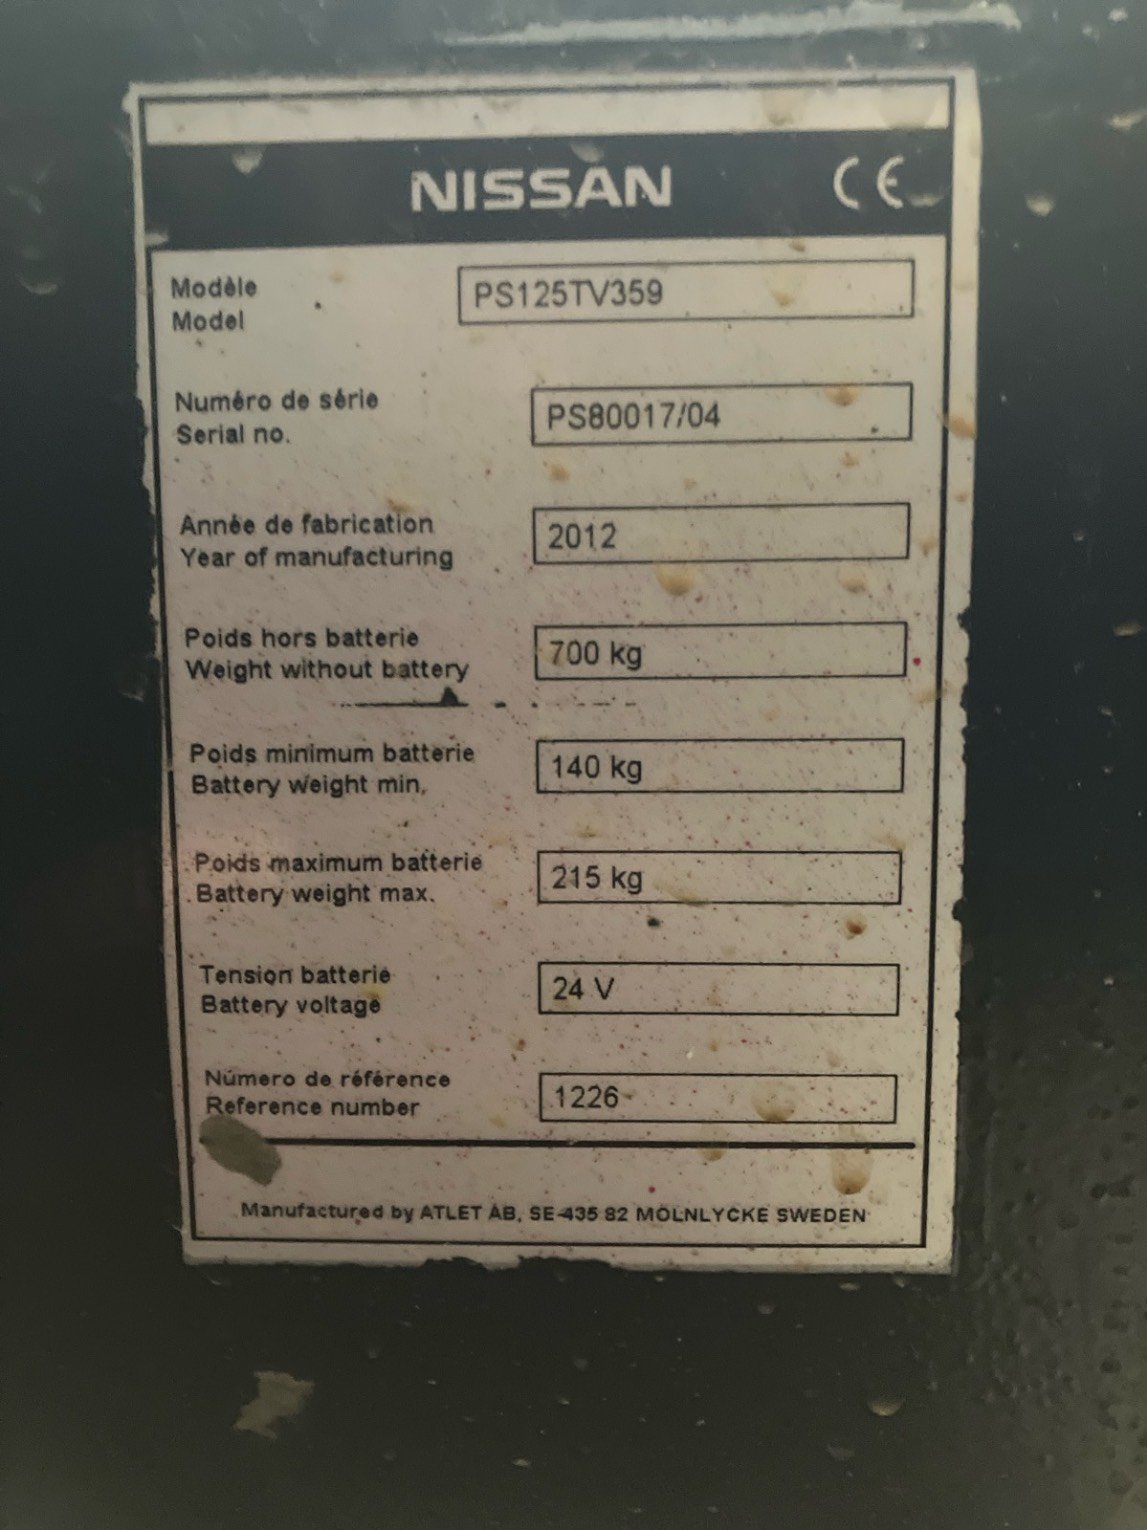 NISSAN CE
Modèle
Model
PS125TV359
Numéro de série
Serial no.
PS80017/04
Année de fabrication
Year of manufacturing
2012
Poids hors batterie
Weight without battery
700 kg
Poids minimum batterie
Battery weight min.
140 kg
Poids maximum batterie
Battery weight max.
215 kg
Tension batterie
Battery voltage
24 V
Número de référence
Reference number
1226
Manufactured by ATLET AB, SE-435 82 MÖLNLYCKE SWEDEN